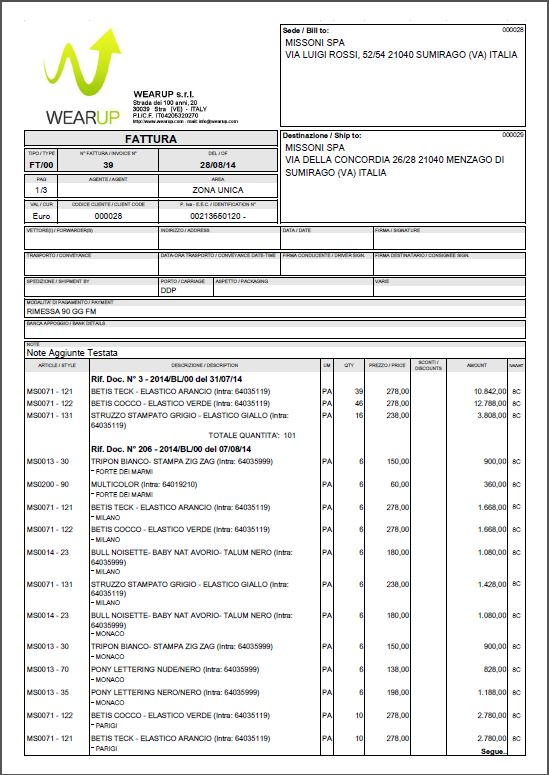 WEARUP
WEARUP s.r.l.
Strada dei 100 anni, 20
30039 Stra (VE) - ITALY
P.I./C.F. IT04205320270
http://www.wearup.com - mail: info@wearup.com
Sede / Bill to: 000028
MISSONI SPA
VIA LUIGI ROSSI, 52/54 21040 SUMIRAGO (VA) ITALIA
FATTURA
TIPO / TYPE N° FATTURA / INVOICE N° DEL / OF
FT/00 39 28/08/14
PAG AGENTE / AGENT AREA
1/3 ZONA UNICA
VAL / CUR CODICE CLIENTE / CLIENT CODE P. Iva - E.E.C. / IDENTIFICATION N°
Euro 000028 00213650120 -
Destinazione / Ship to: 000029
MISSONI SPA
VIA DELLA CONCORDIA 26/28 21040 MENZAGO DI
SUMIRAGO (VA) ITALIA
VETTORE(I) / FORWARDER(S) INDIRIZZO / ADDRESS DATA / DATE FIRMA / SIGNATURE
TRASPORTO / CONVEYANCE DATA-ORA TRASPORTO / CONVEYANCE DATE-TIME FIRMA CONDUCENTE / DRIVER SIGN. FIRMA DESTINATARIO / CONSIGNEE SIGN.
SPEDIZIONE / SHIPMENT BY PORTO / CARRIAGE ASPETTO / PACKAGING VARIE
DDP
MODALITA' DI PAGAMENTO / PAYMENT
RIMESSA 90 GG FM
BANCA APPOGGIO / BANK DETAILS
NOTE
Note Aggiunte Testata
ARTICLE / STYLE DESCRIZIONE / DESCRIPTION UM QTY PREZZO / PRICE SCONTI / DISCOUNTS AMOUNT
Rif. Doc. N° 3 - 2014/BL/00 del 31/07/14
MS0071 - 121 BETIS TECK - ELASTICO ARANCIO (Intra: 64035119) PA 39 278,00 10.842,00 8C
MS0071 - 122 BETIS COCCO - ELASTICO VERDE (Intra: 64035119) PA 46 278,00 12.788,00 8C
MS0071 - 131 STRUZZO STAMPATO GRIGIO - ELASTICO GIALLO (Intra: PA 16 238,00 3.808,00 8C
64035119)
TOTALE QUANTITA': 101
Rif. Doc. N° 206 - 2014/BL/00 del 07/08/14
MS0013 - 30 TRIPON BIANCO- STAMPA ZIG ZAG (Intra: 64035999) PA 6 150,00 900,00 8C
- FORTE DEI MARMI
MS0200 - 90 MULTICOLOR (Intra: 64019210) PA 6 60,00 360,00 8C
- FORTE DEI MARMI
MS0071 - 121 BETIS TECK - ELASTICO ARANCIO (Intra: 64035119) PA 6 278,00 1.668,00 8C
- MILANO
MS0071 - 122 BETIS COCCO - ELASTICO VERDE (Intra: 64035119) PA 6 278,00 1.668,00 8C
- MILANO
MS0014 - 23 BULL NOISETTE- BABY NAT AVORIO- TALUM NERO (Intra: PA 6 180,00 1.080,00 8C
64035999)
- MILANO
MS0071 - 131 STRUZZO STAMPATO GRIGIO - ELASTICO GIALLO (Intra: PA 6 238,00 1.428,00 8C
64035119)
- MILANO
MS0014 - 23 BULL NOISETTE- BABY NAT AVORIO- TALUM NERO (Intra: PA 6 180,00 1.080,00 8C
64035999)
- MONACO
MS0013 - 30 TRIPON BIANCO- STAMPA ZIG ZAG (Intra: 64035999) PA 6 150,00 900,00 8C
- MONACO
MS0013 - 70 PONY LETTERING NUDE/NERO (Intra: 64035999) PA 6 138,00 828,00 8C
- MONACO
MS0013 - 35 PONY LETTERING NERO/NERO (Intra: 64035999) PA 6 198,00 1.188,00 8C
- MONACO
MS0071 - 122 BETIS COCCO - ELASTICO VERDE (Intra: 64035119) PA 10 278,00 2.780,00 8C
- PARIGI
MS0071 - 121 BETIS TECK - ELASTICO ARANCIO (Intra: 64035119) PA 10 278,00 2.780,00 8C
- PARIGI
Segue..